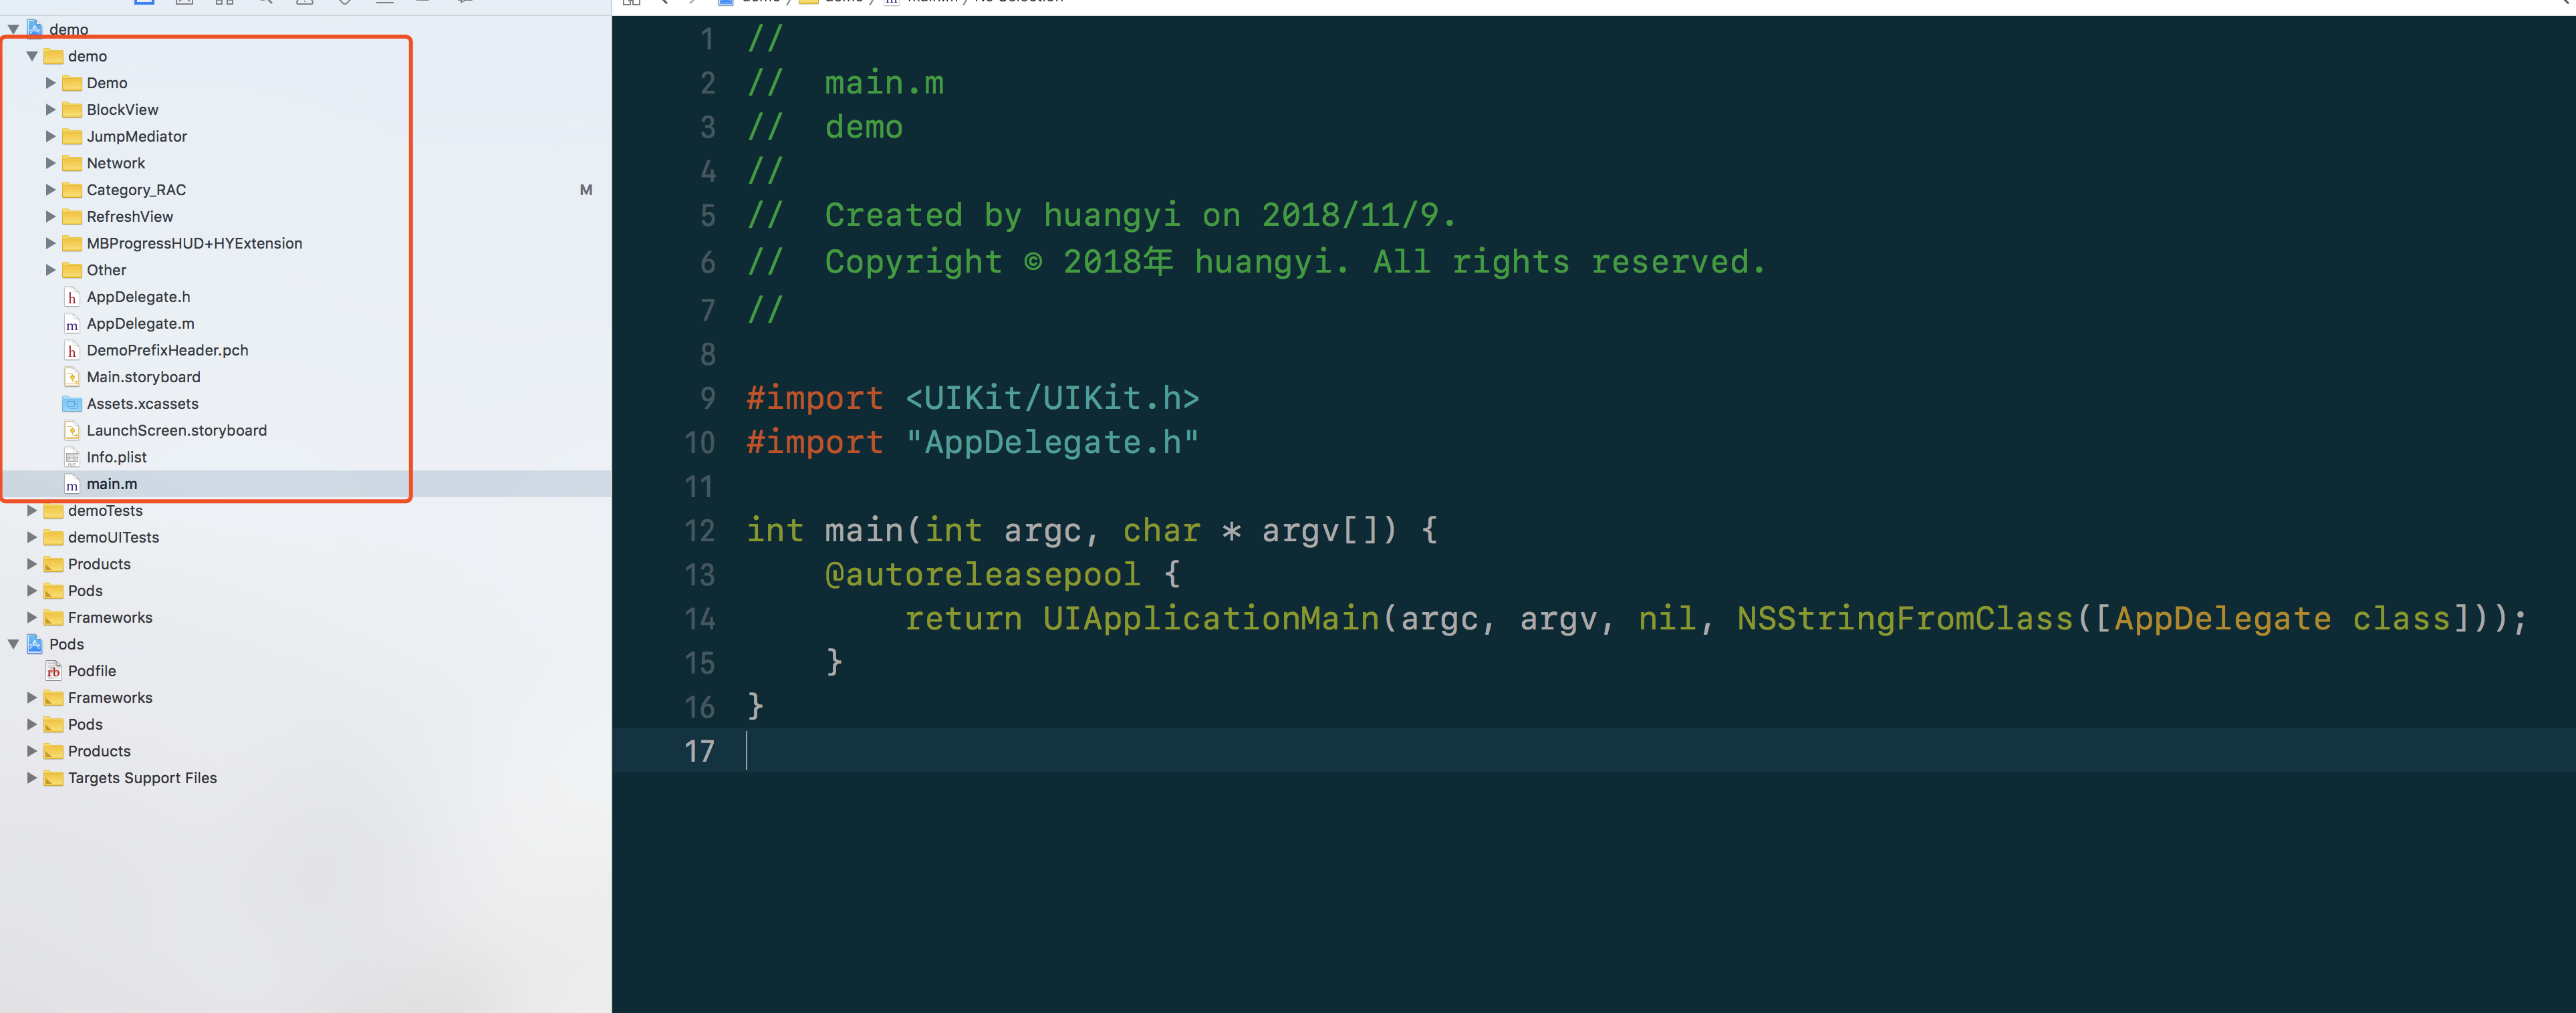 demo
demo
Demo
BlockView
JumpMediator
Network
Category_RAC M
RefreshView
MBProgressHUD+HYExtension
Other
h AppDelegate.h
m AppDelegate.m
h DemoPrefixHeader.pch
Main.storyboard
Assets.xcassets
LaunchScreen.storyboard
Info.plist
m main.m
demoTests
demoUITests
Products
Pods
Frameworks
Pods
rb Podfile
Frameworks
Pods
Products
Targets Support Files
1 //
2 //  main.m
3 //  demo
4 //
5 //  Created by huangyi on 2018/11/9.
6 //  Copyright © 2018年 huangyi. All rights reserved.
7 //
8
9 #import <UIKit/UIKit.h>
10 #import "AppDelegate.h"
11
12 int main(int argc, char * argv[]) {
13     @autoreleasepool {
14         return UIApplicationMain(argc, argv, nil, NSStringFromClass([AppDelegate class]));
15     }
16 }
17